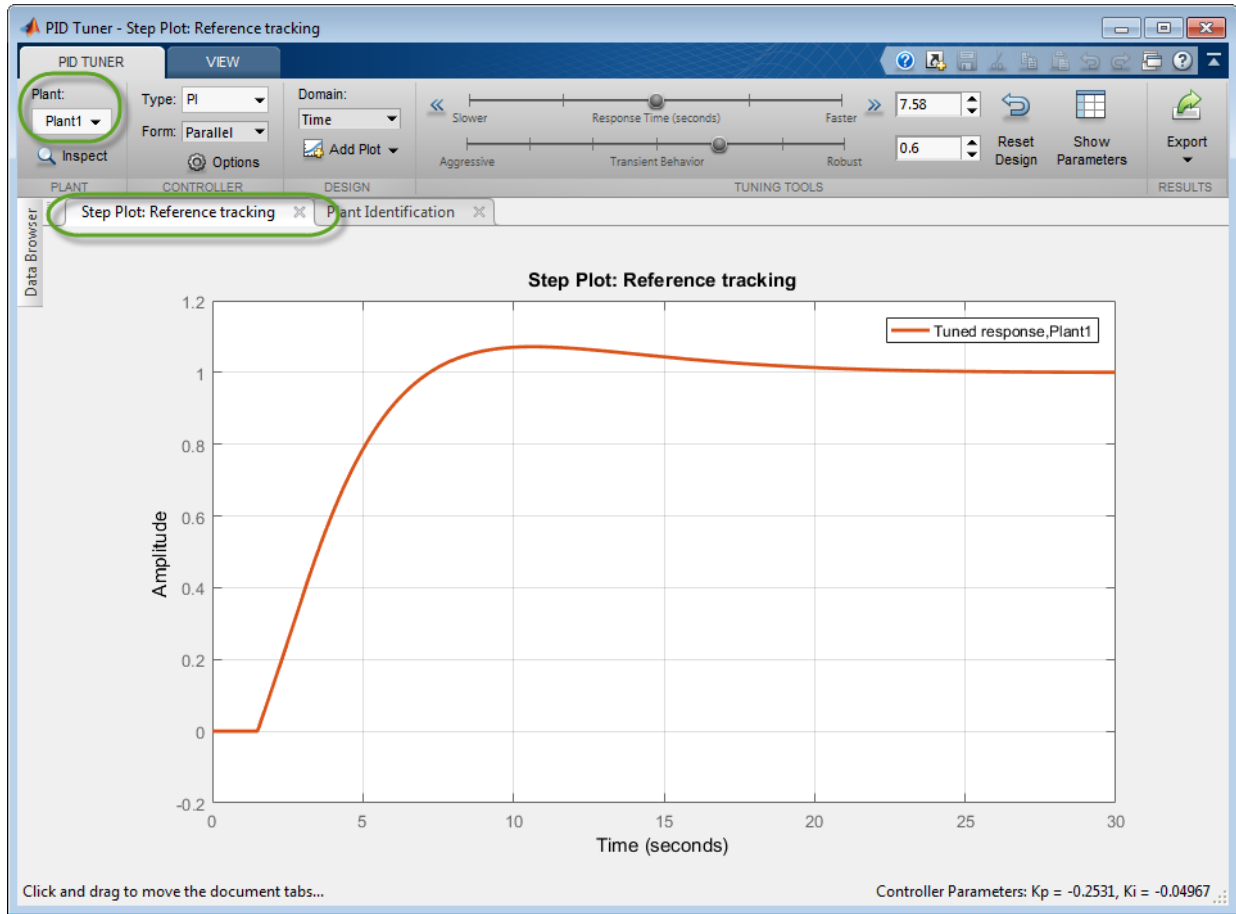 PID Tuner - Step Plot: Reference tracking
PID TUNER VIEW
Plant: Type: PI Domain:
Plant1 Form: Parallel Time Slower Response Time (seconds) Faster 7.58
Inspect Options Add Plot Aggressive Transient Behavior Robust 0.6 Reset Design Show Parameters Export
PLANT CONTROLLER DESIGN TUNING TOOLS RESULTS
Data Browser
Step Plot: Reference tracking Plant Identification
Step Plot: Reference tracking
Tuned response,Plant1
Amplitude
1.2
1
0.8
0.6
0.4
0.2
0
-0.2
0 5 10 15 20 25 30
Time (seconds)
Click and drag to move the document tabs... Controller Parameters: Kp = -0.2531, Ki = -0.04967